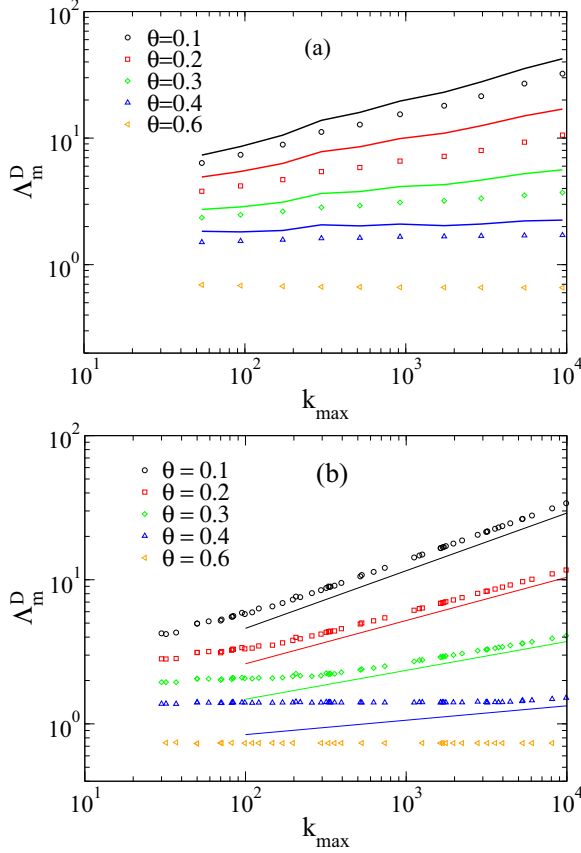 (a)
θ=0.1
θ=0.2
θ=0.3
θ=0.4
θ=0.6
10^2
10^1
10^0
Λ_m^D
10^1 10^2 10^3 10^4
k_max
(b)
θ = 0.1
θ = 0.2
θ = 0.3
θ = 0.4
θ = 0.6
10^2
10^1
10^0
Λ_m^D
10^1 10^2 10^3 10^4
k_max